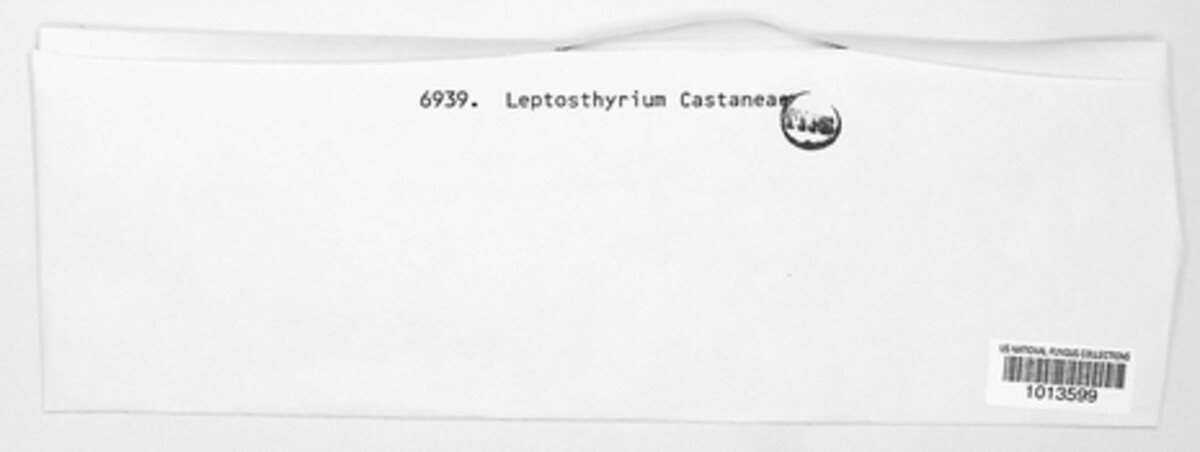 6939. Leptosthyrium Castaneae
US NATIONAL FUNGUS COLLECTIONS
1013599